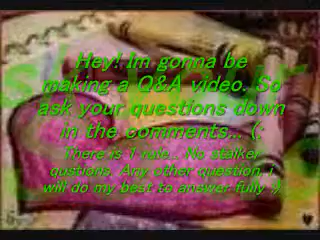 Hey! Im gonna be
making a Q&A video. So
ask your questions down
in the comments... (:
There is 1 rule... No stalker
qustions. Any other question, i
will do my best to answer fully :)